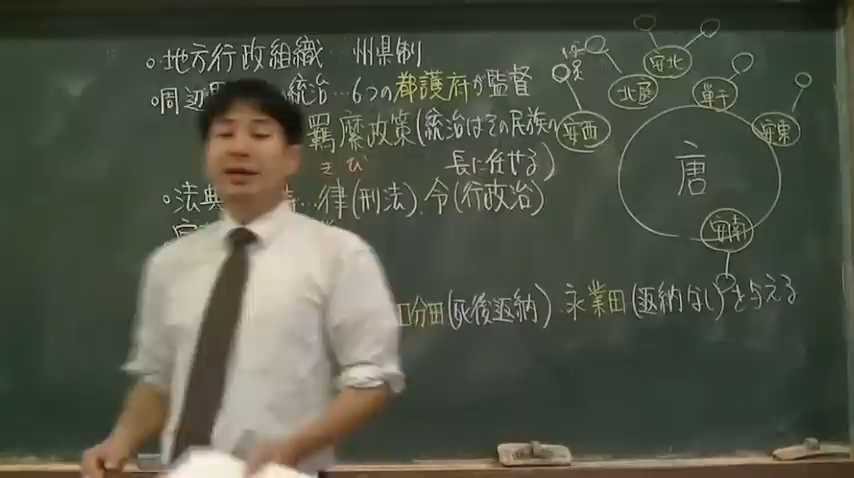 ○地方行政組織…州県制
○周辺 統治…6つの都護府が監督
羈縻政策(統治はその民族の
きび
長に任せる)
○法典 …律(刑法)、令(行政法)
口分田(死後返納)、永業田(返納なし)を与える
安北
北庭
単于
安西
安東
唐
安南